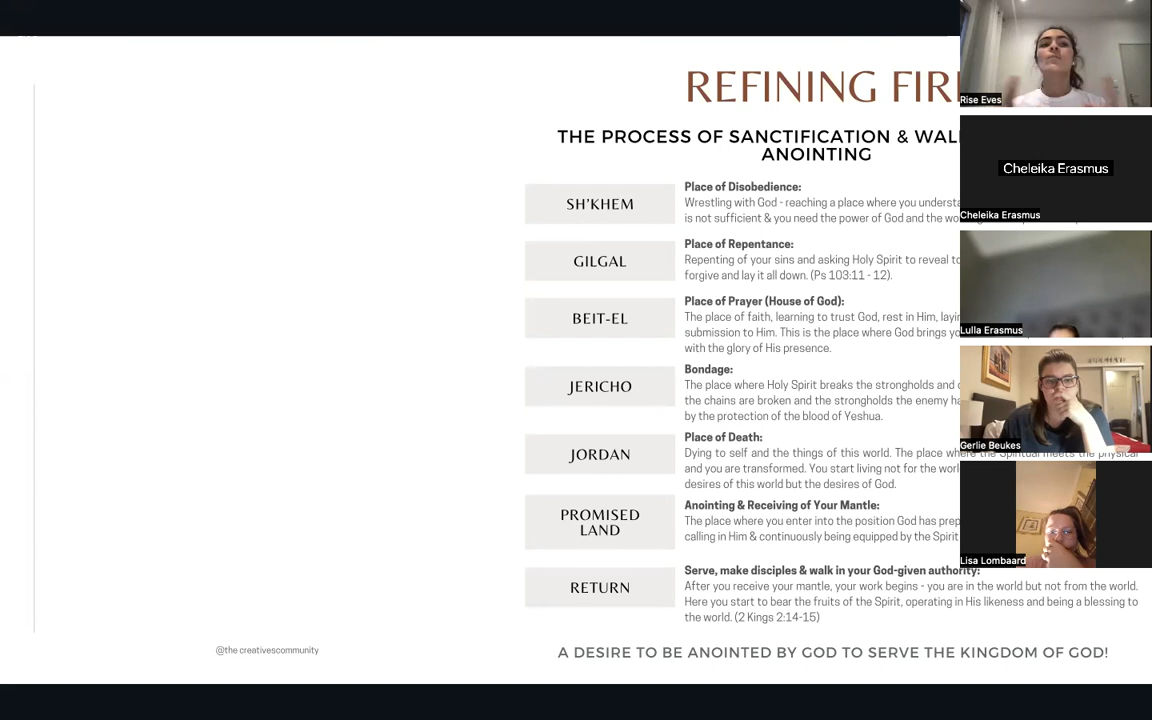 REFINING FIR
THE PROCESS OF SANCTIFICATION & WAL
ANOINTING
SH'KHEM
Place of Disobedience:
Wrestling with God - reaching a place where you understa
is not sufficient & you need the power of God and the wo
GILGAL
Place of Repentance:
Repenting of your sins and asking Holy Spirit to reveal to
forgive and lay it all down. (Ps 103:11 - 12).
BEIT-EL
Place of Prayer (House of God):
The place of faith, learning to trust God, rest in Him, layin
submission to Him. This is the place where God brings yo
with the glory of His presence.
JERICHO
Bondage:
The place where Holy Spirit breaks the strongholds and
the chains are broken and the strongholds the enemy ha
by the protection of the blood of Yeshua.
JORDAN
Place of Death:
Dying to self and the things of this world. The place where the Spiritual meets the physical
and you are transformed. You start living not for the worl
desires of this world but the desires of God.
PROMISED
LAND
Anointing & Receiving of Your Mantle:
The place where you enter into the position God has prep
calling in Him & continuously being equipped by the Spirit
RETURN
Serve, make disciples & walk in your God-given authority:
After you receive your mantle, your work begins - you are in the world but not from the world.
Here you start to bear the fruits of the Spirit, operating in His likeness and being a blessing to
the world. (2 Kings 2:14-15)
@the creativescommunity
A DESIRE TO BE ANOINTED BY GOD TO SERVE THE KINGDOM OF GOD!
Rise Eves
Cheleika Erasmus
Cheleika Erasmus
Lulla Erasmus
Gerlie Beukes
Lisa Lombaard